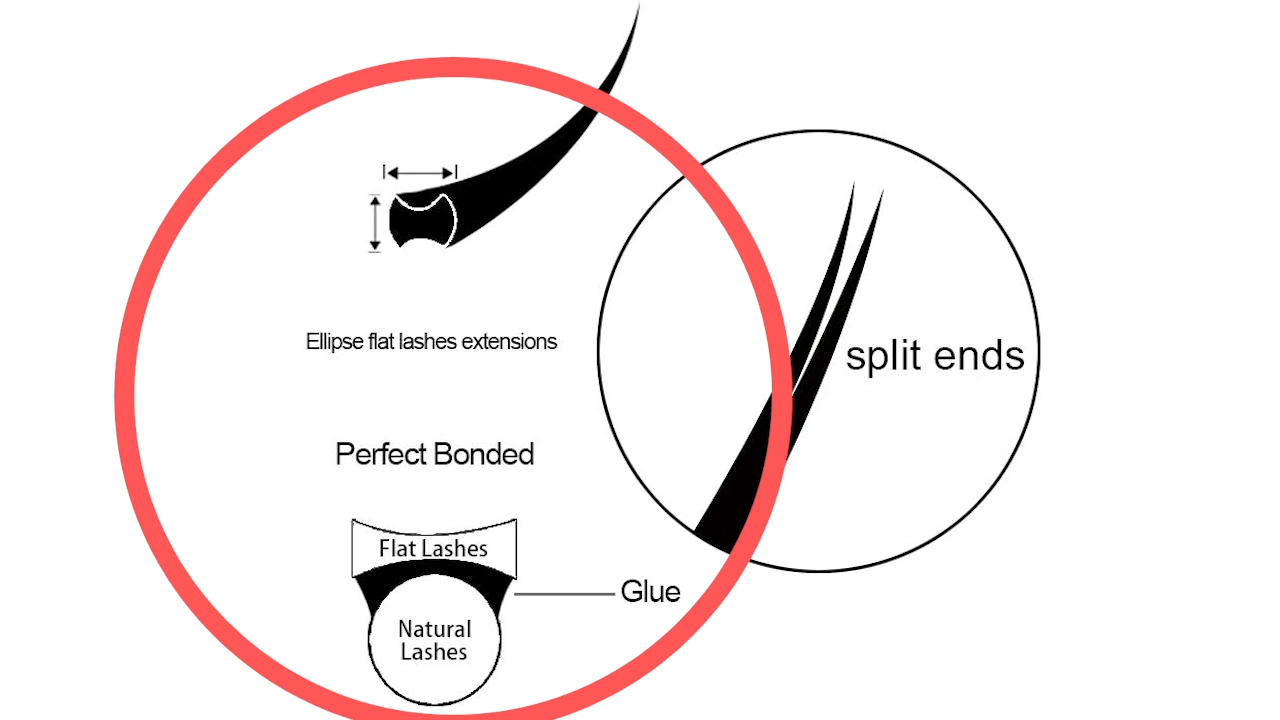 Ellipse flat lashes extensions
split ends
Perfect Bonded
Flat Lashes
Glue
Natural
Lashes